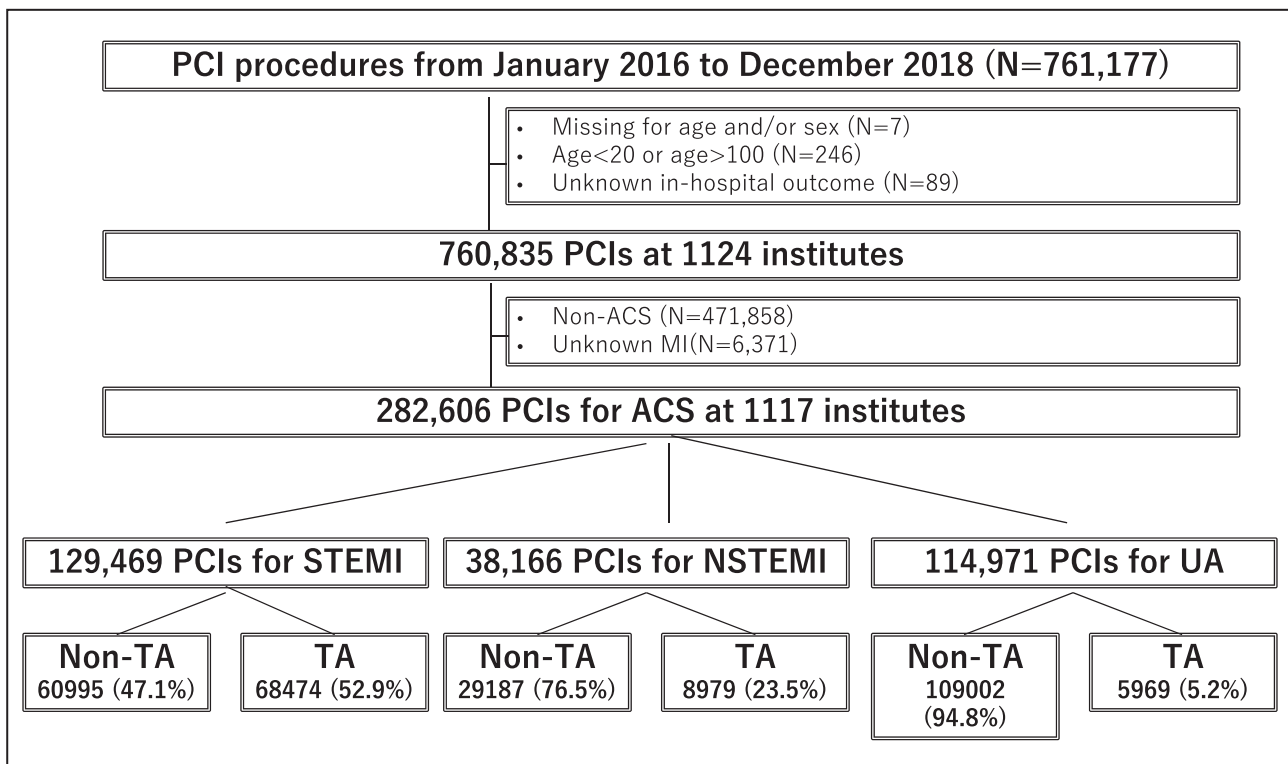 PCI procedures from January 2016 to December 2018 (N=761,177)
• Missing for age and/or sex (N=7)
• Age<20 or age>100 (N=246)
• Unknown in-hospital outcome (N=89)
760,835 PCIs at 1124 institutes
• Non-ACS (N=471,858)
• Unknown MI(N=6,371)
282,606 PCIs for ACS at 1117 institutes
129,469 PCIs for STEMI
38,166 PCIs for NSTEMI
114,971 PCIs for UA
Non-TA
60995 (47.1%)
TA
68474 (52.9%)
Non-TA
29187 (76.5%)
TA
8979 (23.5%)
Non-TA
109002
(94.8%)
TA
5969 (5.2%)